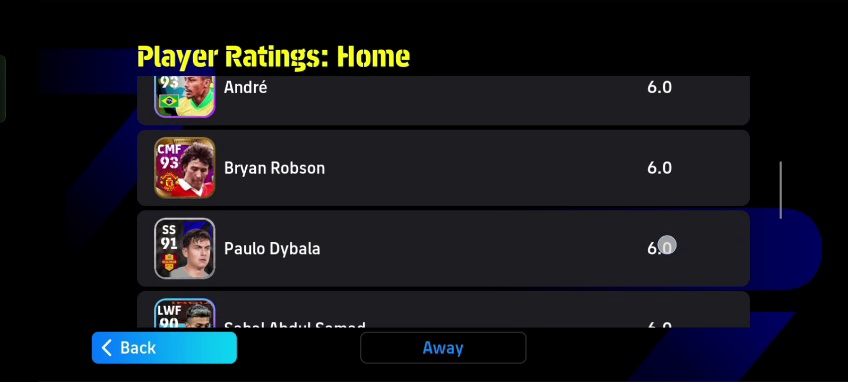 Player Ratings: Home
93
André
6.0
CMF
93
Bryan Robson
6.0
SS
91
Paulo Dybala
6.0
LWF
90
Sahal Abdul Samad
6.0
Back
Away